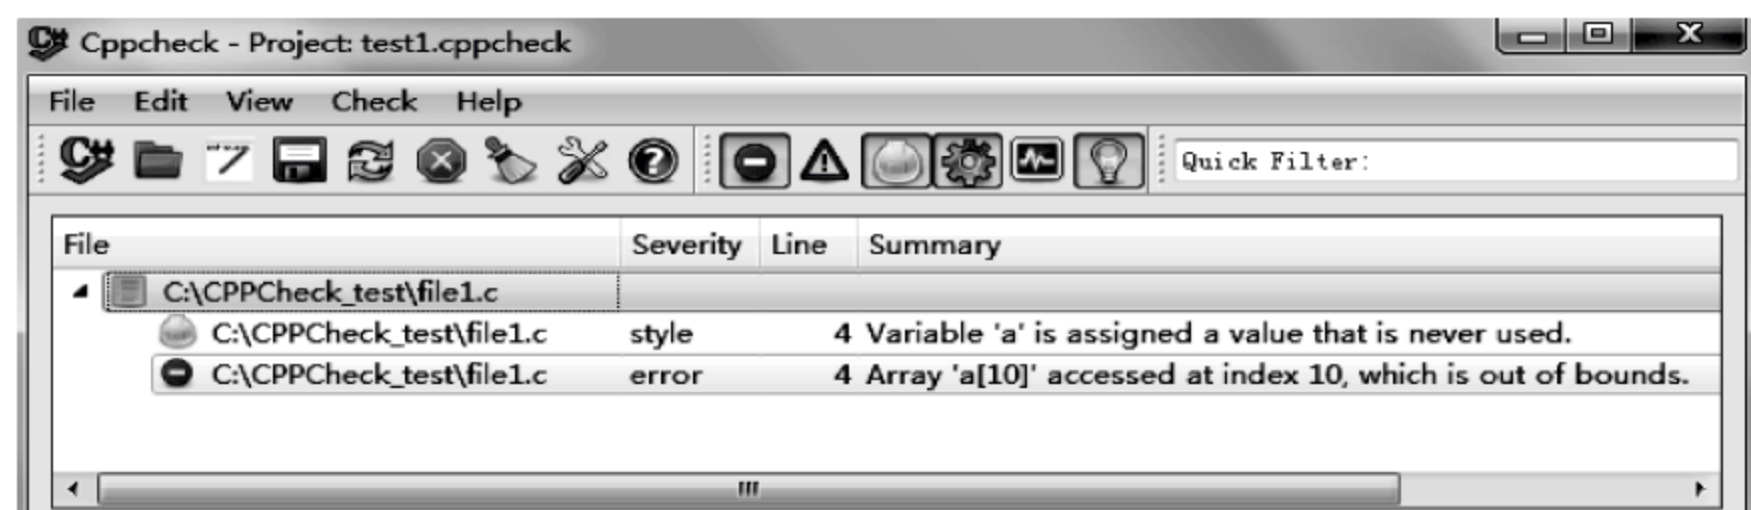 Cppcheck - Project: test1.cppcheck
File Edit View Check Help
Quick Filter:
File Severity Line Summary
C:\CPPCheck_test\file1.c
C:\CPPCheck_test\file1.c style 4 Variable 'a' is assigned a value that is never used.
C:\CPPCheck_test\file1.c error 4 Array 'a[10]' accessed at index 10, which is out of bounds.